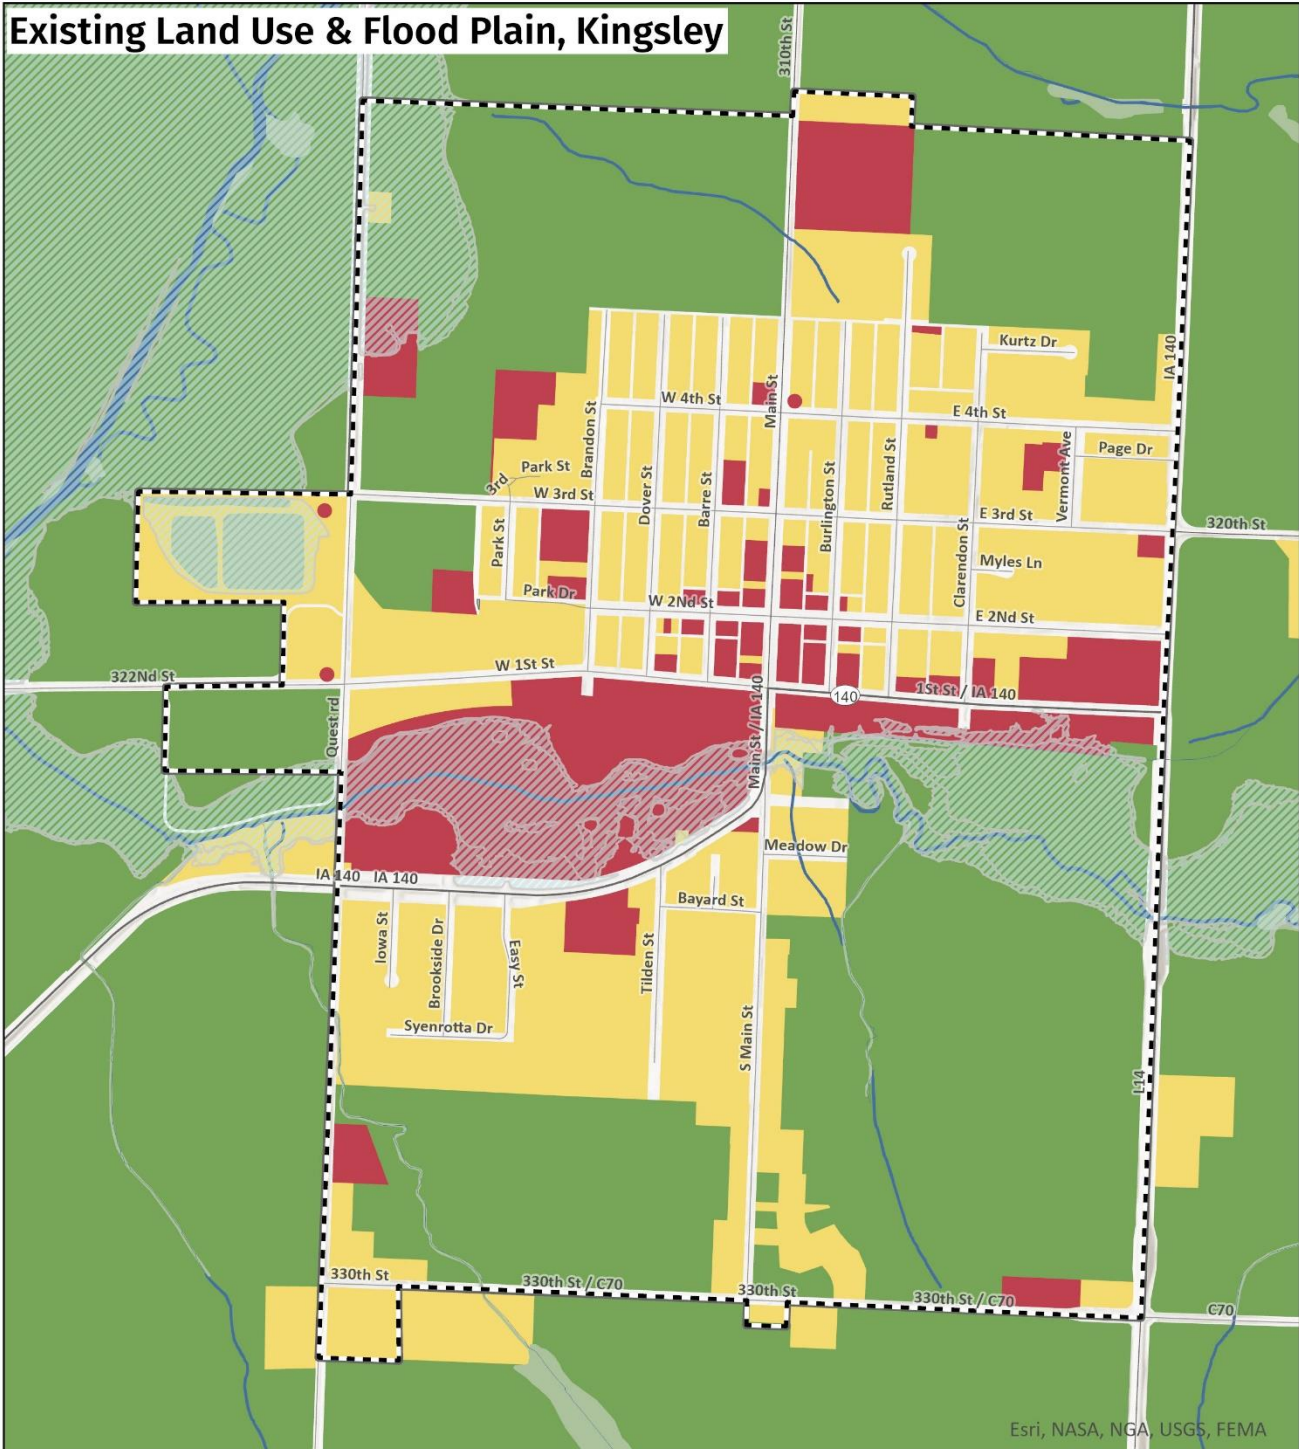 Existing Land Use & Flood Plain, Kingsley
310th St
Kurtz Dr
IA 140
W 4th St
Main St
E 4th St
Brandon St
Page Dr
Vermont Ave
Park St
3rd
W 3rd St
Dover St
Barre St
Burlington St
Rutland St
E 3rd St
320th St
Park St
Clarendon St
Myles Ln
Park Dr
W 2Nd St
E 2Nd St
322Nd St
W 1St St
140
1St St / IA 140
Quest rd
Main St / IA 140
Meadow Dr
IA 140
IA 140
Bayard St
Iowa St
Brookside Dr
Easy St
Tilden St
Syenrotta Dr
S Main St
L14
330th St
330th St / C70
330th St
330th St / C70
C70
Esri, NASA, NGA, USGS, FEMA